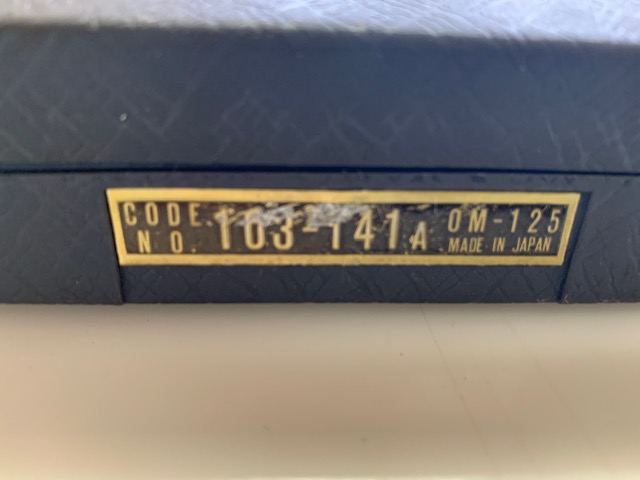 CODE.
NO. 103-141A
OM-125
MADE IN JAPAN